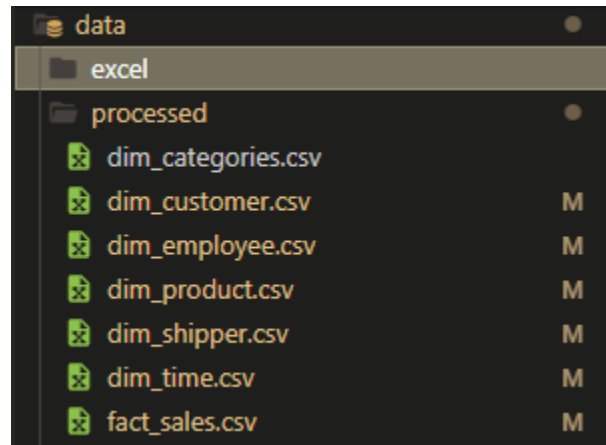 data
excel
processed
dim_categories.csv
dim_customer.csv M
dim_employee.csv M
dim_product.csv M
dim_shipper.csv M
dim_time.csv M
fact_sales.csv M